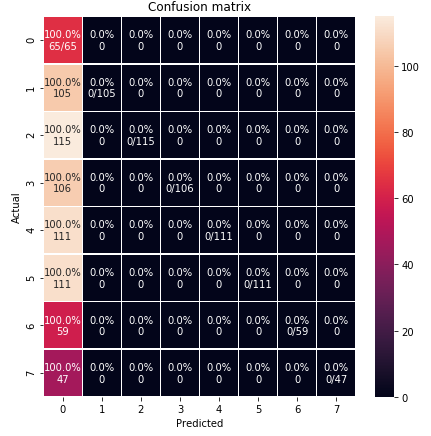 Confusion matrix
Actual
0 100.0% 0.0% 0.0% 0.0% 0.0% 0.0% 0.0% 0.0%
65/65 0 0 0 0 0 0 0
1 100.0% 0.0% 0.0% 0.0% 0.0% 0.0% 0.0% 0.0%
105 0/105 0 0 0 0 0 0
2 100.0% 0.0% 0.0% 0.0% 0.0% 0.0% 0.0% 0.0%
115 0 0/115 0 0 0 0 0
3 100.0% 0.0% 0.0% 0.0% 0.0% 0.0% 0.0% 0.0%
106 0 0 0/106 0 0 0 0
4 100.0% 0.0% 0.0% 0.0% 0.0% 0.0% 0.0% 0.0%
111 0 0 0 0/111 0 0 0
5 100.0% 0.0% 0.0% 0.0% 0.0% 0.0% 0.0% 0.0%
111 0 0 0 0 0/111 0 0
6 100.0% 0.0% 0.0% 0.0% 0.0% 0.0% 0.0% 0.0%
59 0 0 0 0 0 0/59 0
7 100.0% 0.0% 0.0% 0.0% 0.0% 0.0% 0.0% 0.0%
47 0 0 0 0 0 0 0/47
0 1 2 3 4 5 6 7
Predicted
100
80
60
40
20
0